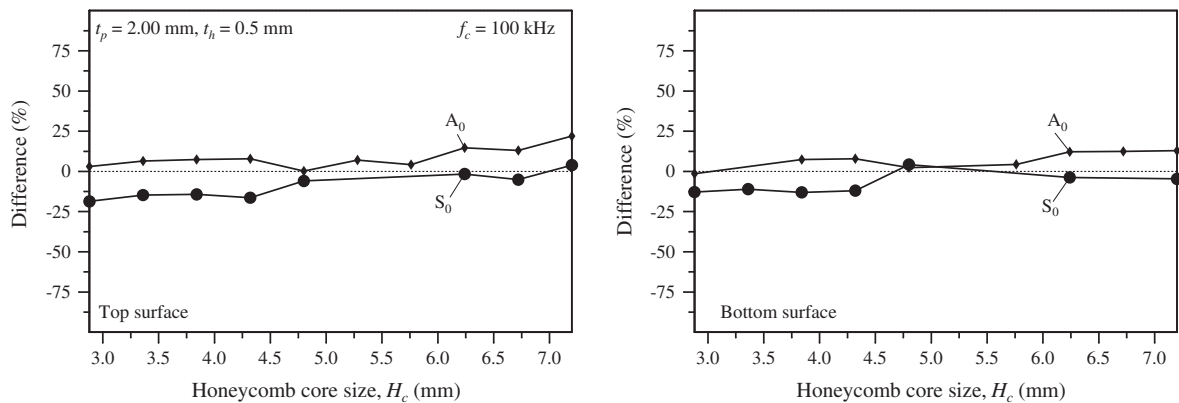 t_p = 2.00 mm, t_h = 0.5 mm
f_c = 100 kHz
75
50
25
0
-25
-50
-75
Difference (%)
A_0
S_0
Top surface
3.0 3.5 4.0 4.5 5.0 5.5 6.0 6.5 7.0
Honeycomb core size, H_c (mm)
75
50
25
0
-25
-50
-75
Difference (%)
A_0
S_0
Bottom surface
3.0 3.5 4.0 4.5 5.0 5.5 6.0 6.5 7.0
Honeycomb core size, H_c (mm)